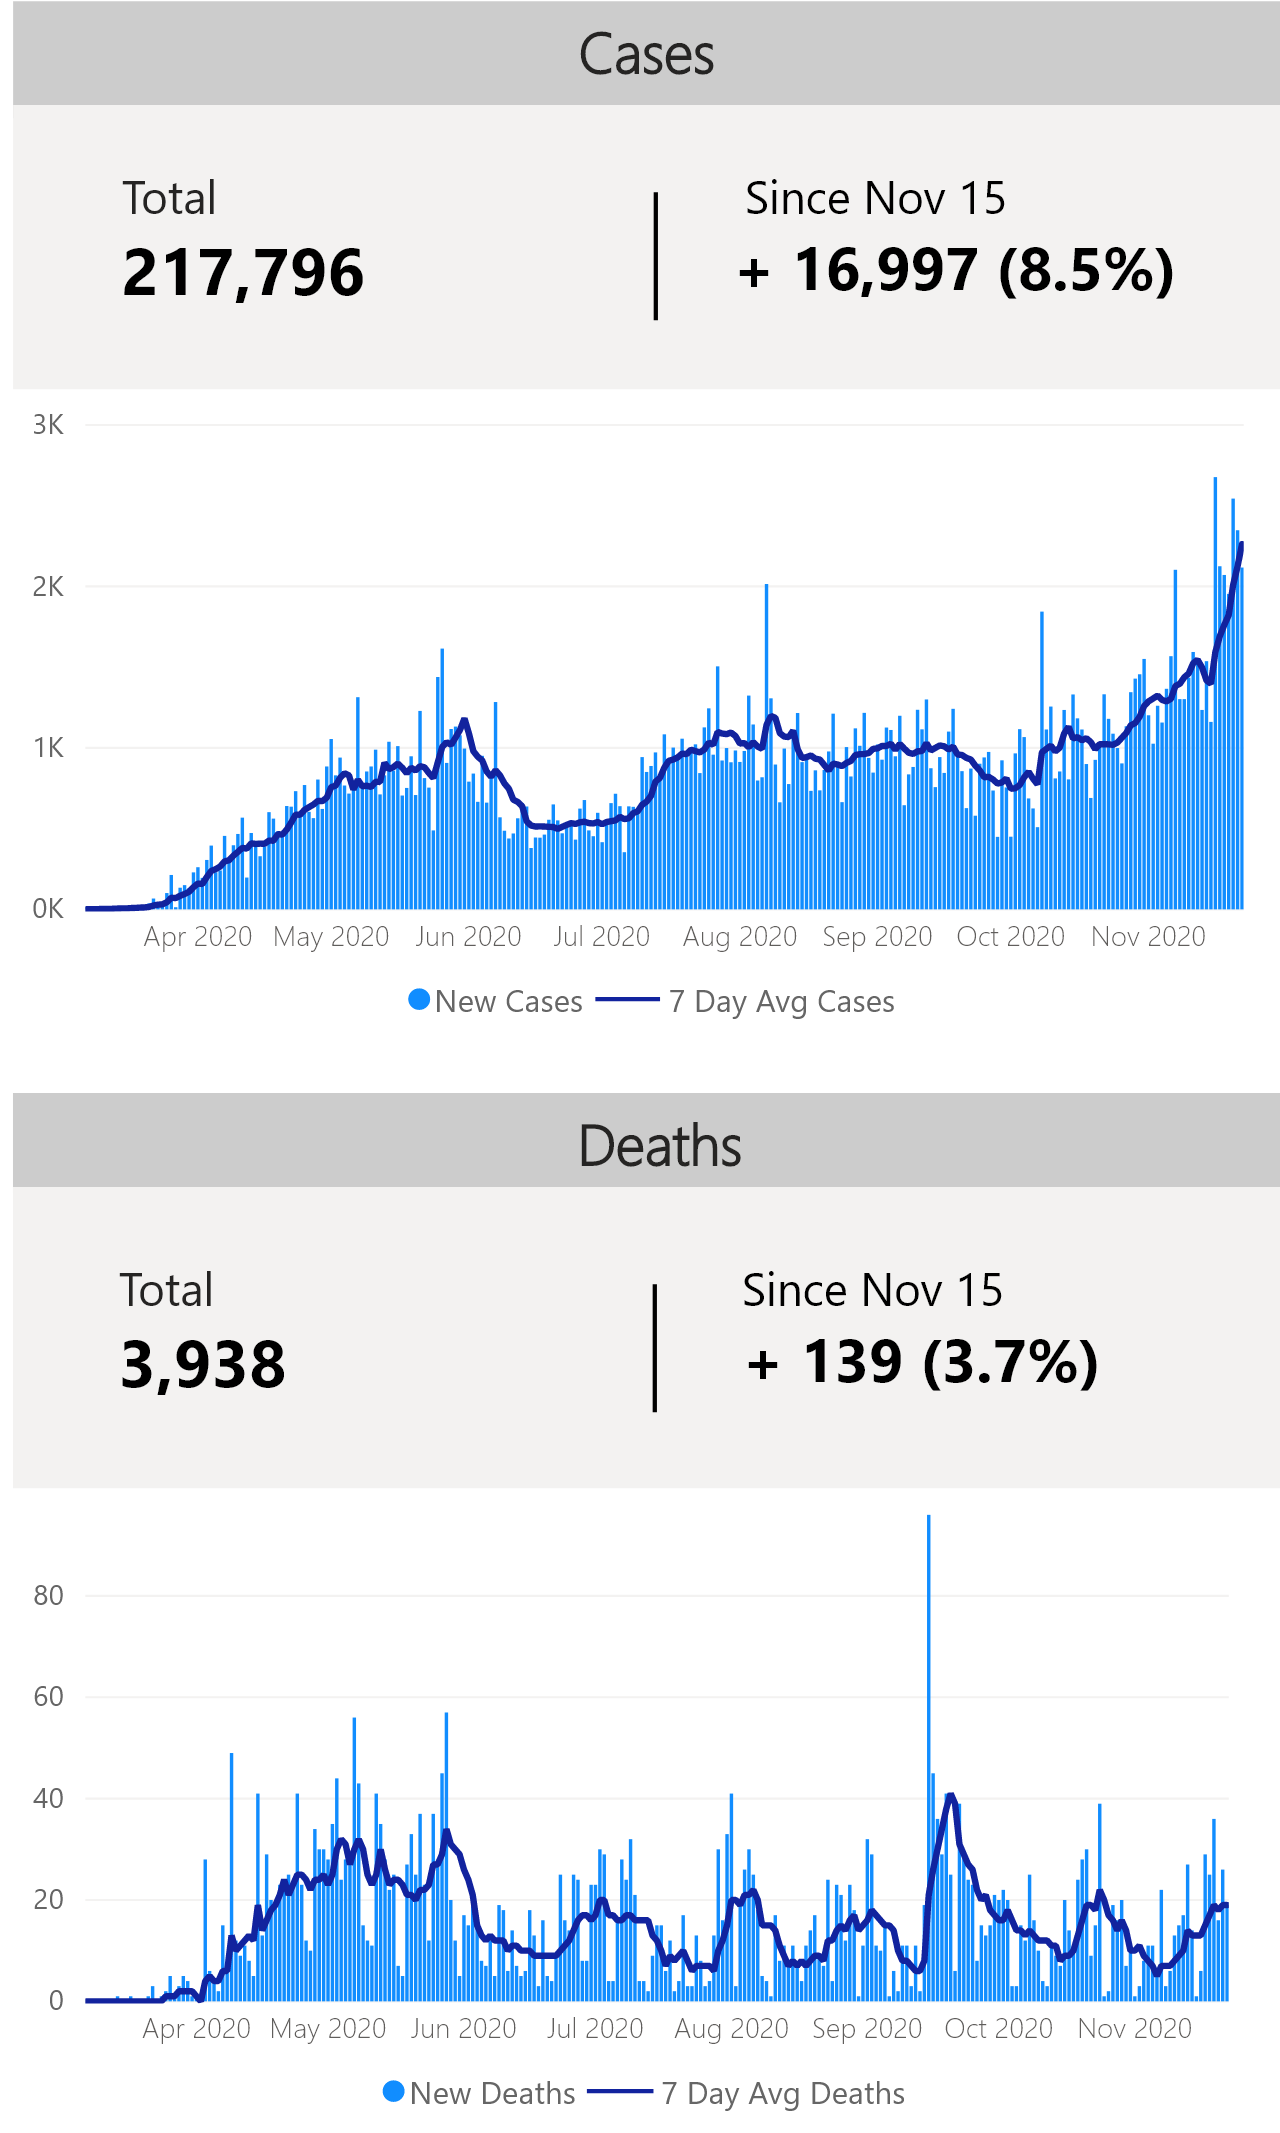 Cases
Total
Since Nov 15
217,796
+ 16,997 (8.5%)
3K
2K
1K
0K
Apr 2020 May 2020 Jun 2020 Jul 2020 Aug 2020 Sep 2020 Oct 2020 Nov 2020
New Cases 7 Day Avg Cases
Deaths
Total
Since Nov 15
3,938
+ 139 (3.7%)
80
60
40
20
0
Apr 2020 May 2020 Jun 2020 Jul 2020 Aug 2020 Sep 2020 Oct 2020 Nov 2020
New Deaths 7 Day Avg Deaths